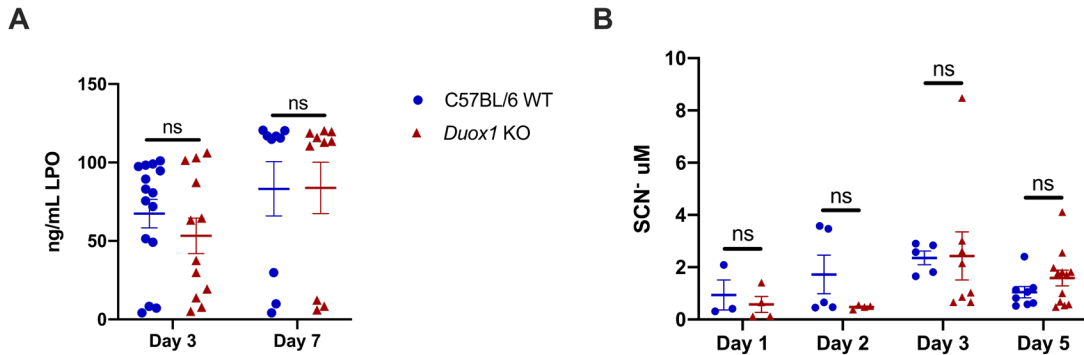 A
ng/mL LPO
150
100
50
0
ns
ns
Day 3
Day 7
C57BL/6 WT
Duox1 KO
B
SCN- uM
10
8
6
4
2
0
ns
ns
ns
ns
Day 1
Day 2
Day 3
Day 5